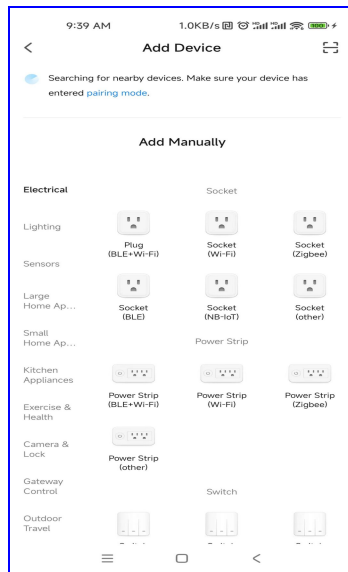 9:39 AM 1.0KB/s HD HD 100
Add Device
Searching for nearby devices. Make sure your device has
entered pairing mode.
Add Manually
Electrical
Lighting
Sensors
Large
Home Ap...
Small
Home Ap...
Kitchen
Appliances
Exercise &
Health
Camera &
Lock
Gateway
Control
Outdoor
Travel
Socket
Plug
(BLE+Wi-Fi)
Socket
(Wi-Fi)
Socket
(Zigbee)
Socket
(BLE)
Socket
(NB-IoT)
Socket
(other)
Power Strip
Power Strip
(BLE+Wi-Fi)
Power Strip
(Wi-Fi)
Power Strip
(Zigbee)
Power Strip
(other)
Switch